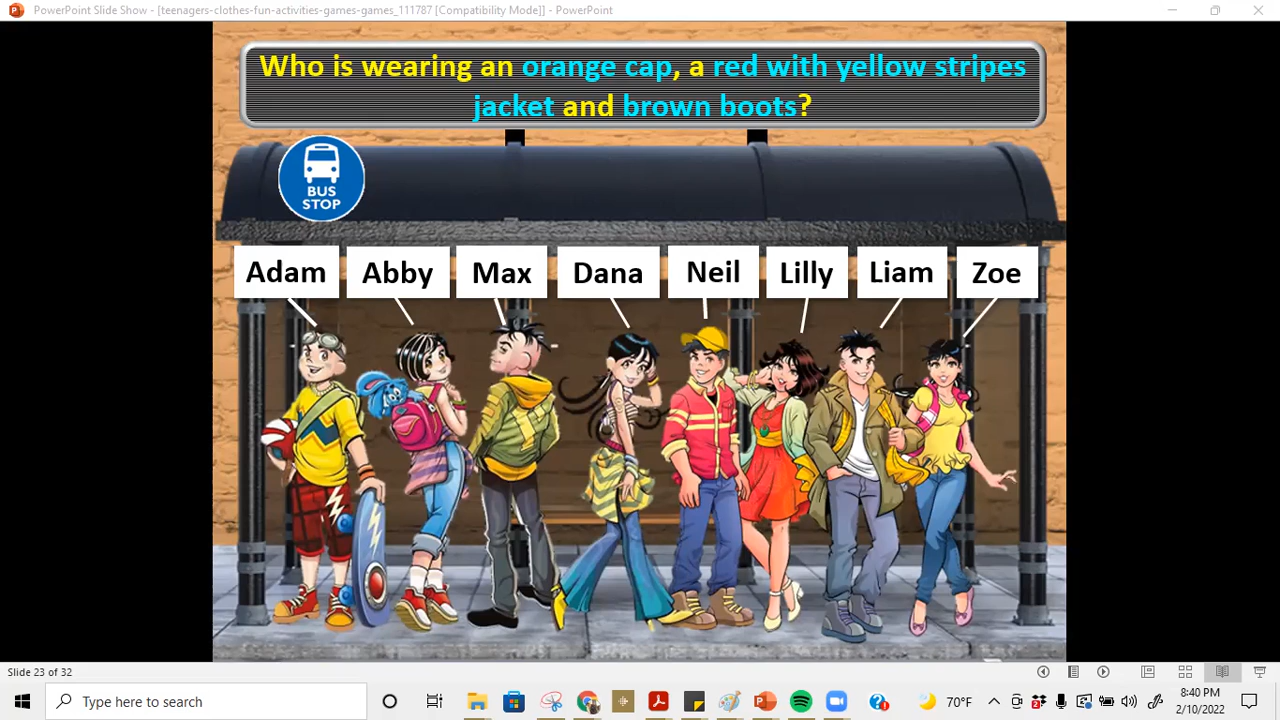 PowerPoint Slide Show - [teenagers-clothes-fun-activities-games-games_111787 [Compatibility Mode]] - PowerPoint
Who is wearing an orange cap, a red with yellow stripes
jacket and brown boots?
BUS
STOP
Adam Abby Max Dana Neil Lilly Liam Zoe
Slide 23 of 32
Type here to search
70°F
8:40 PM
2/10/2022